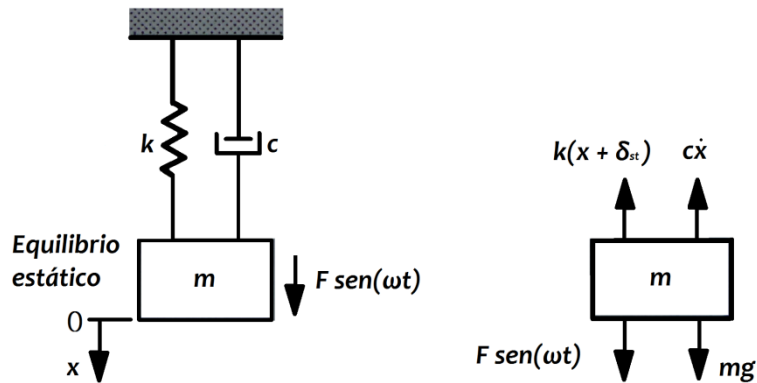 k
c
Equilibrio
estático
m
F sen(ωt)
0
x
k(x + δst)
cẋ
m
F sen(ωt)
mg